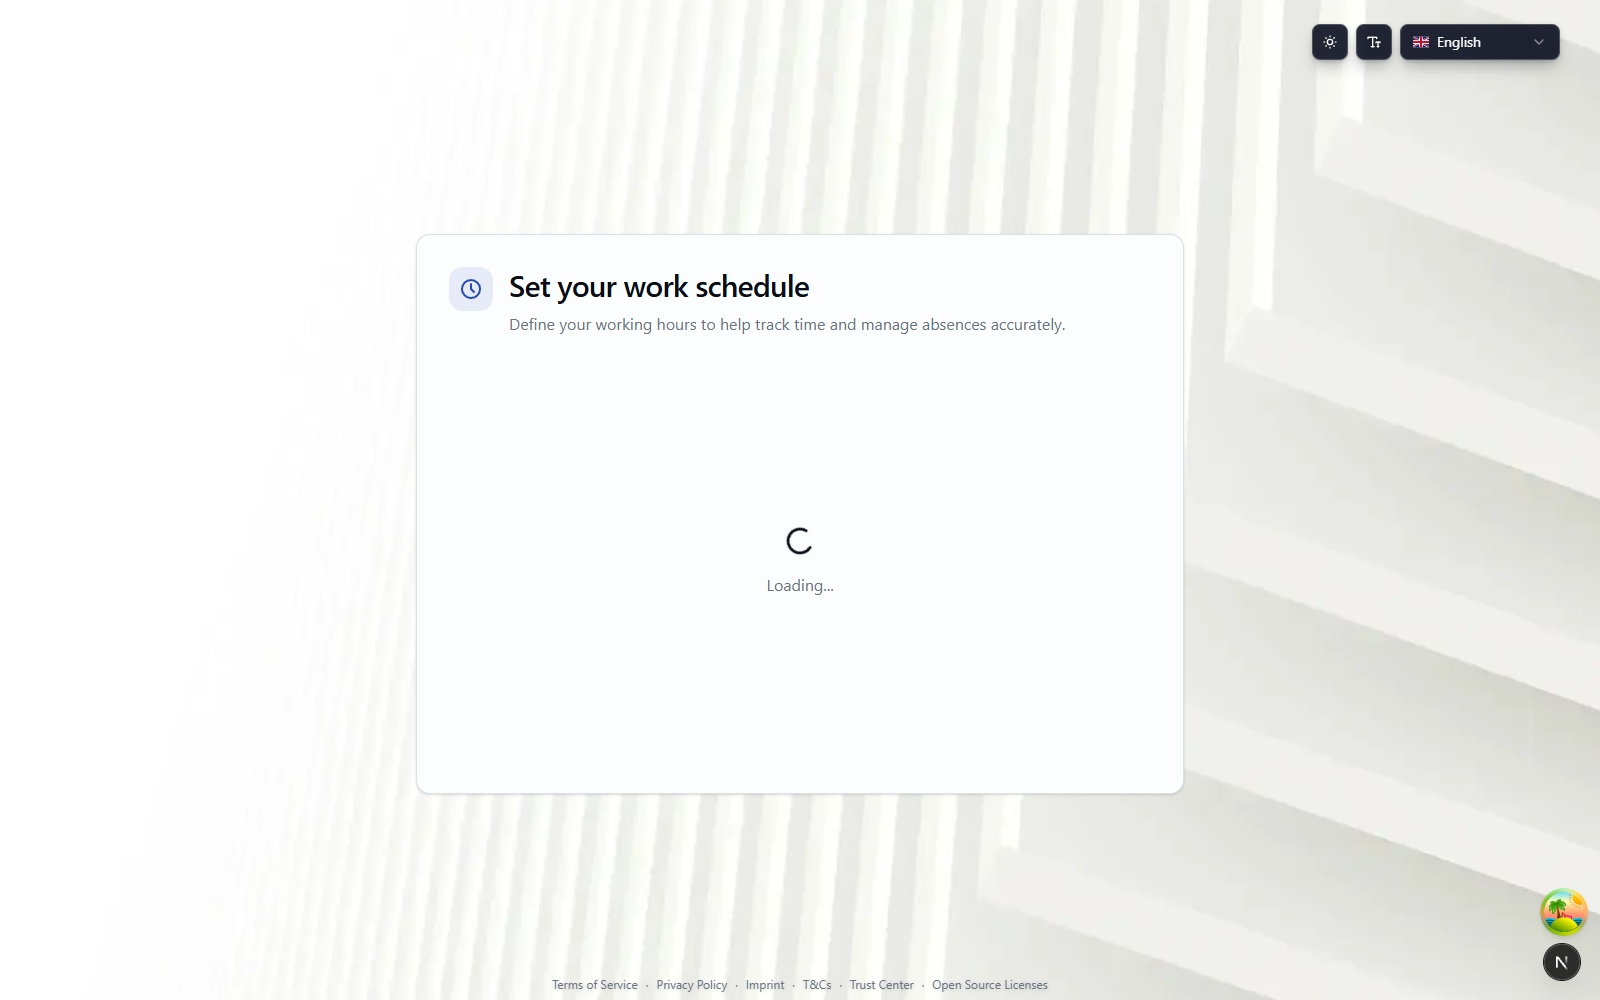 English
Set your work schedule
Define your working hours to help track time and manage absences accurately.
Loading...
Terms of Service · Privacy Policy · Imprint · T&Cs · Trust Center · Open Source Licenses